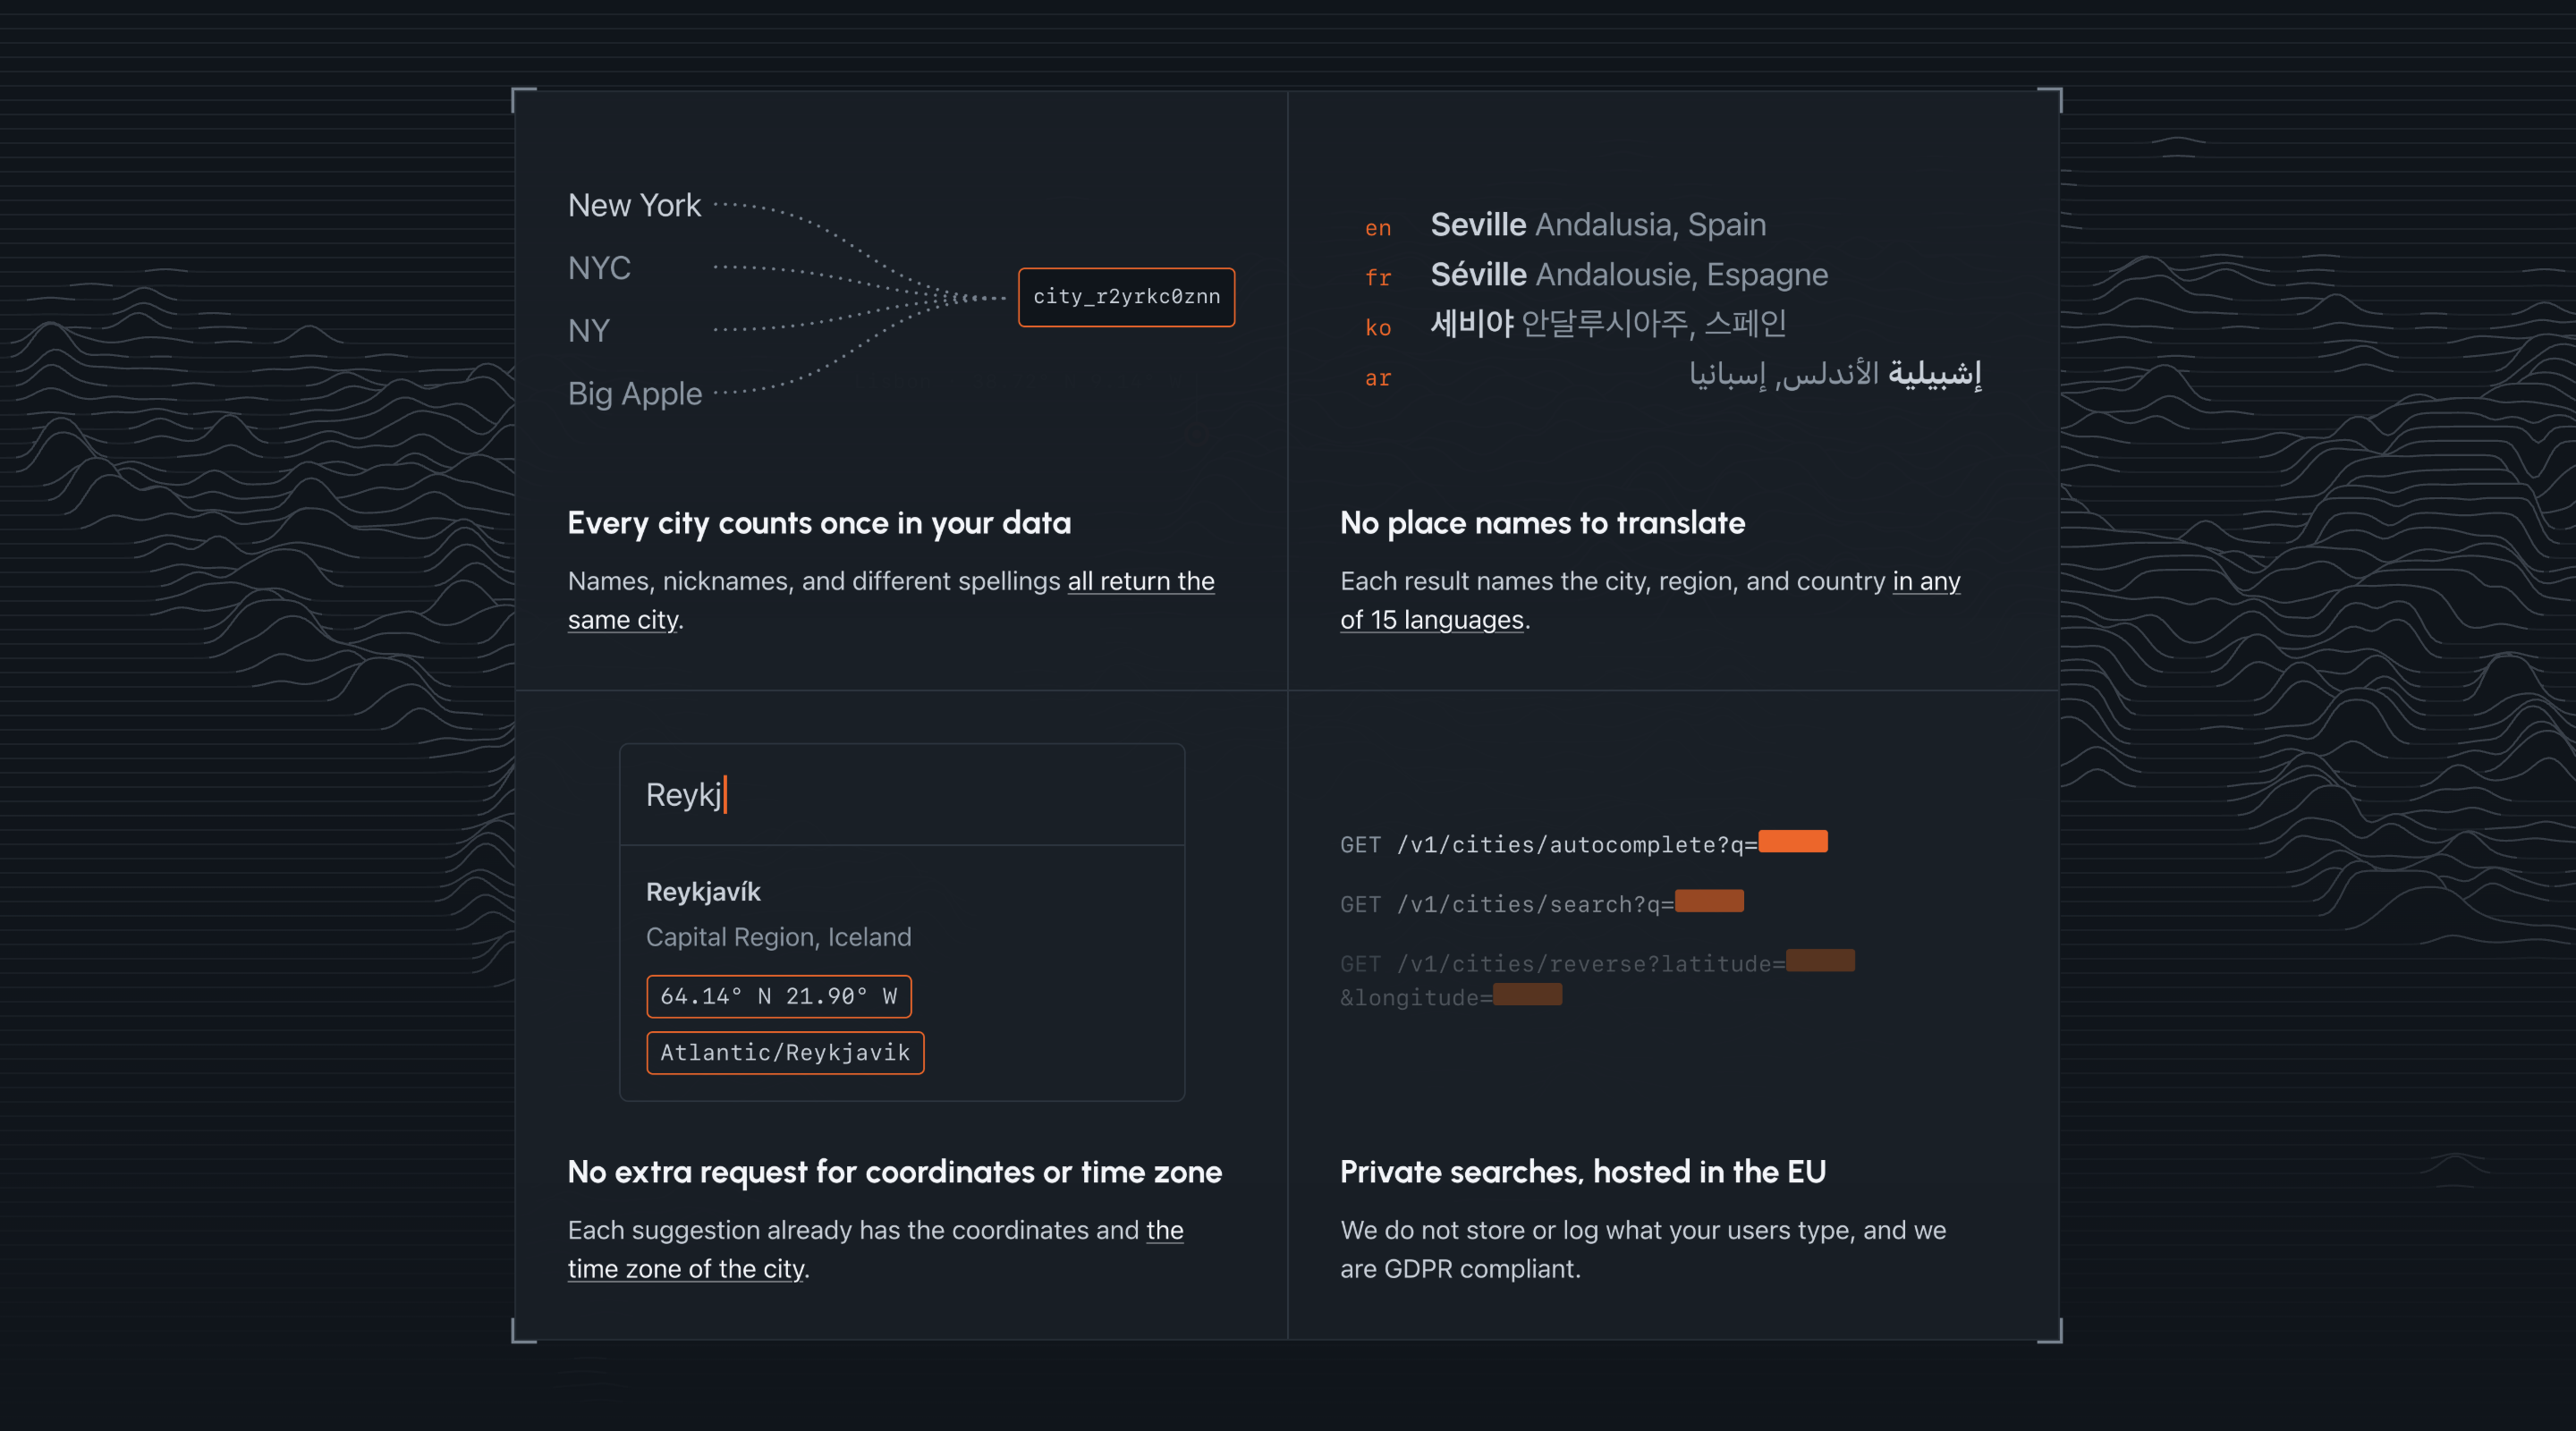 New York
NYC
NY
Big Apple
city_r2yrkc0znn
Every city counts once in your data
Names, nicknames, and different spellings all return the
same city.
en Seville Andalusia, Spain
fr Séville Andalousie, Espagne
ko 세비야 안달루시아주, 스페인
ar إشبيلية الأندلس, إسبانيا
No place names to translate
Each result names the city, region, and country in any
of 15 languages.
Reykj
Reykjavík
Capital Region, Iceland
64.14° N 21.90° W
Atlantic/Reykjavik
No extra request for coordinates or time zone
Each suggestion already has the coordinates and the
time zone of the city.
GET /v1/cities/autocomplete?q=
GET /v1/cities/search?q=
GET /v1/cities/reverse?latitude=
&longitude=
Private searches, hosted in the EU
We do not store or log what your users type, and we
are GDPR compliant.